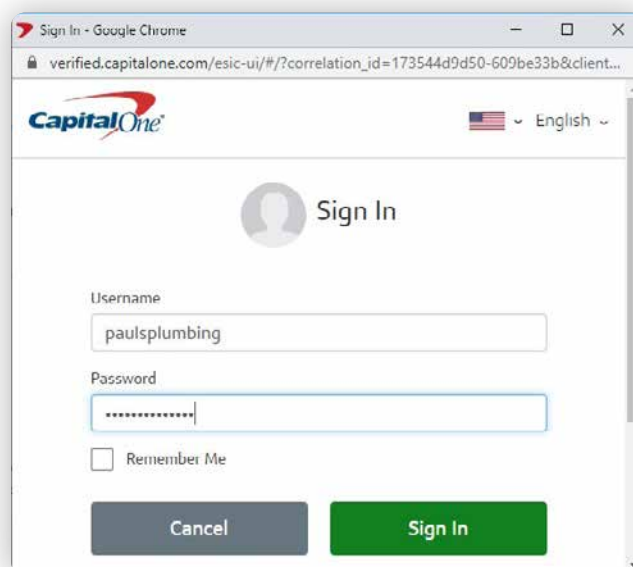 Sign In - Google Chrome
verified.capitalone.com/esic-ui/#/?correlation_id=173544d9d50-609be33b&client...
Capital One
English
Sign In
Username
paulsplumbing
Password
••••••••••••••
Remember Me
Cancel
Sign In